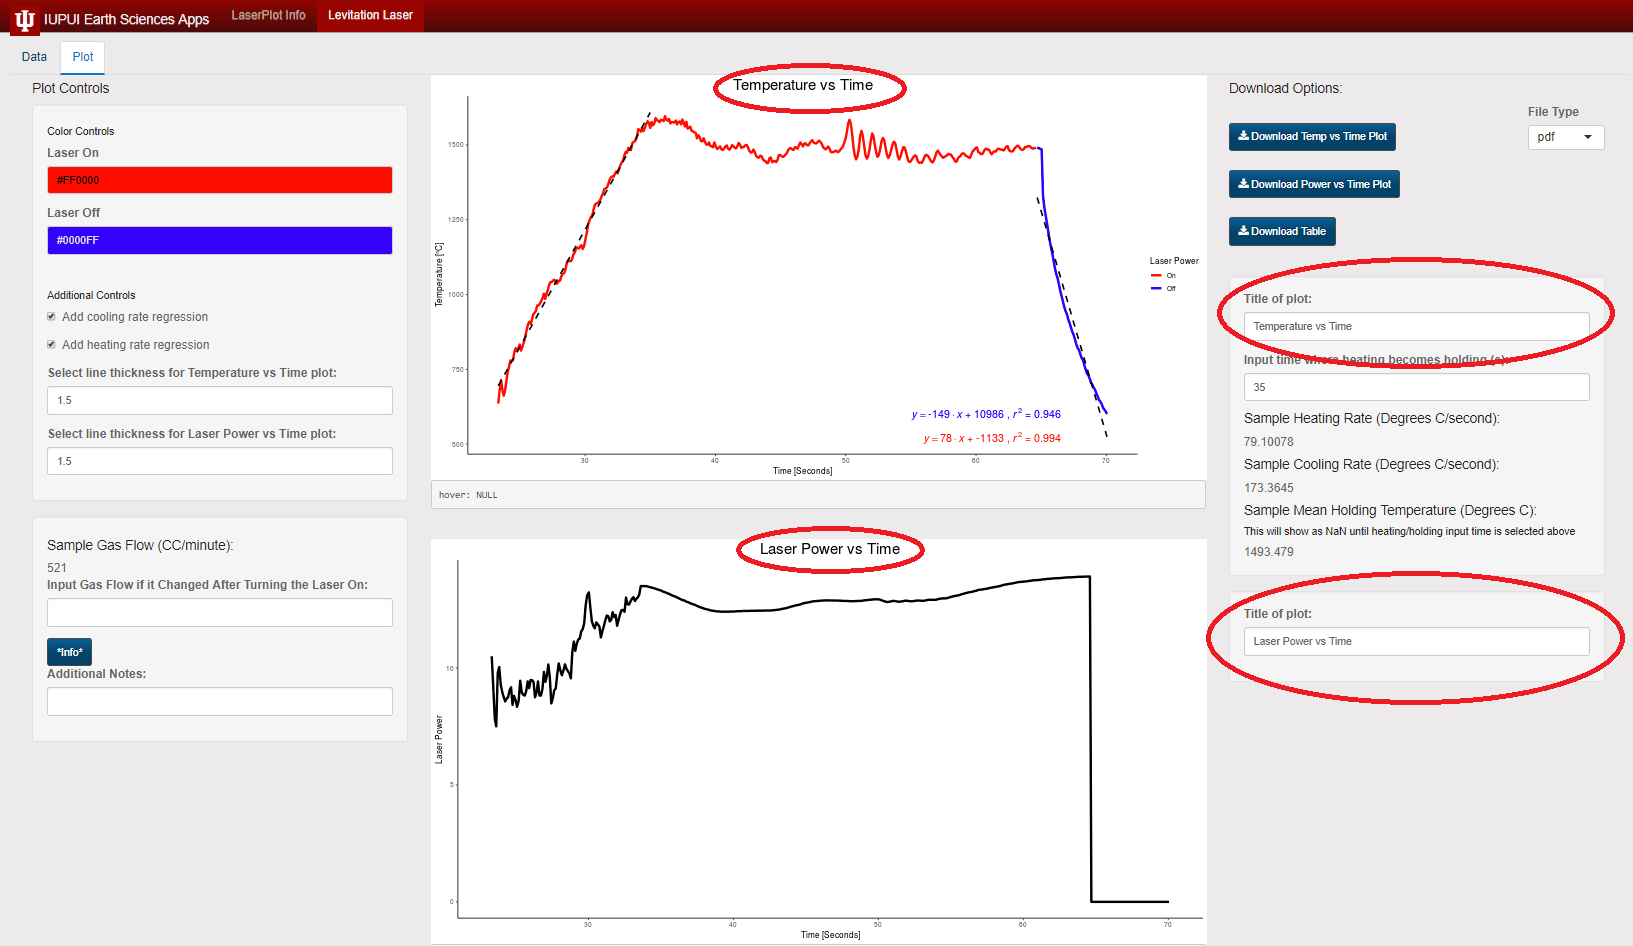 IUPUI Earth Sciences Apps
LaserPlot Info
Levitation Laser
Data
Plot
Plot Controls
Color Controls
Laser On
#FF0000
Laser Off
#0000FF
Additional Controls
Add cooling rate regression
Add heating rate regression
Select line thickness for Temperature vs Time plot:
1.5
Select line thickness for Laser Power vs Time plot:
1.5
Sample Gas Flow (CC/minute):
521
Input Gas Flow if it Changed After Turning the Laser On:
*Info*
Additional Notes:
Temperature vs Time
1500
1250
1000
750
500
Temperature [°C]
30
40
50
60
70
Time [Seconds]
y = -149 · x + 10986 , r² = 0.946
y = 78 · x + -1133 , r² = 0.994
Laser Power
On
Off
hover: NULL
Laser Power vs Time
10
5
0
Laser Power
30
40
50
60
70
Time [Seconds]
Download Options:
File Type
pdf
Download Temp vs Time Plot
Download Power vs Time Plot
Download Table
Title of plot:
Temperature vs Time
Input time where heating becomes holding (s):
35
Sample Heating Rate (Degrees C/second):
79.10078
Sample Cooling Rate (Degrees C/second):
173.3645
Sample Mean Holding Temperature (Degrees C):
This will show as NaN until heating/holding input time is selected above
1493.479
Title of plot:
Laser Power vs Time